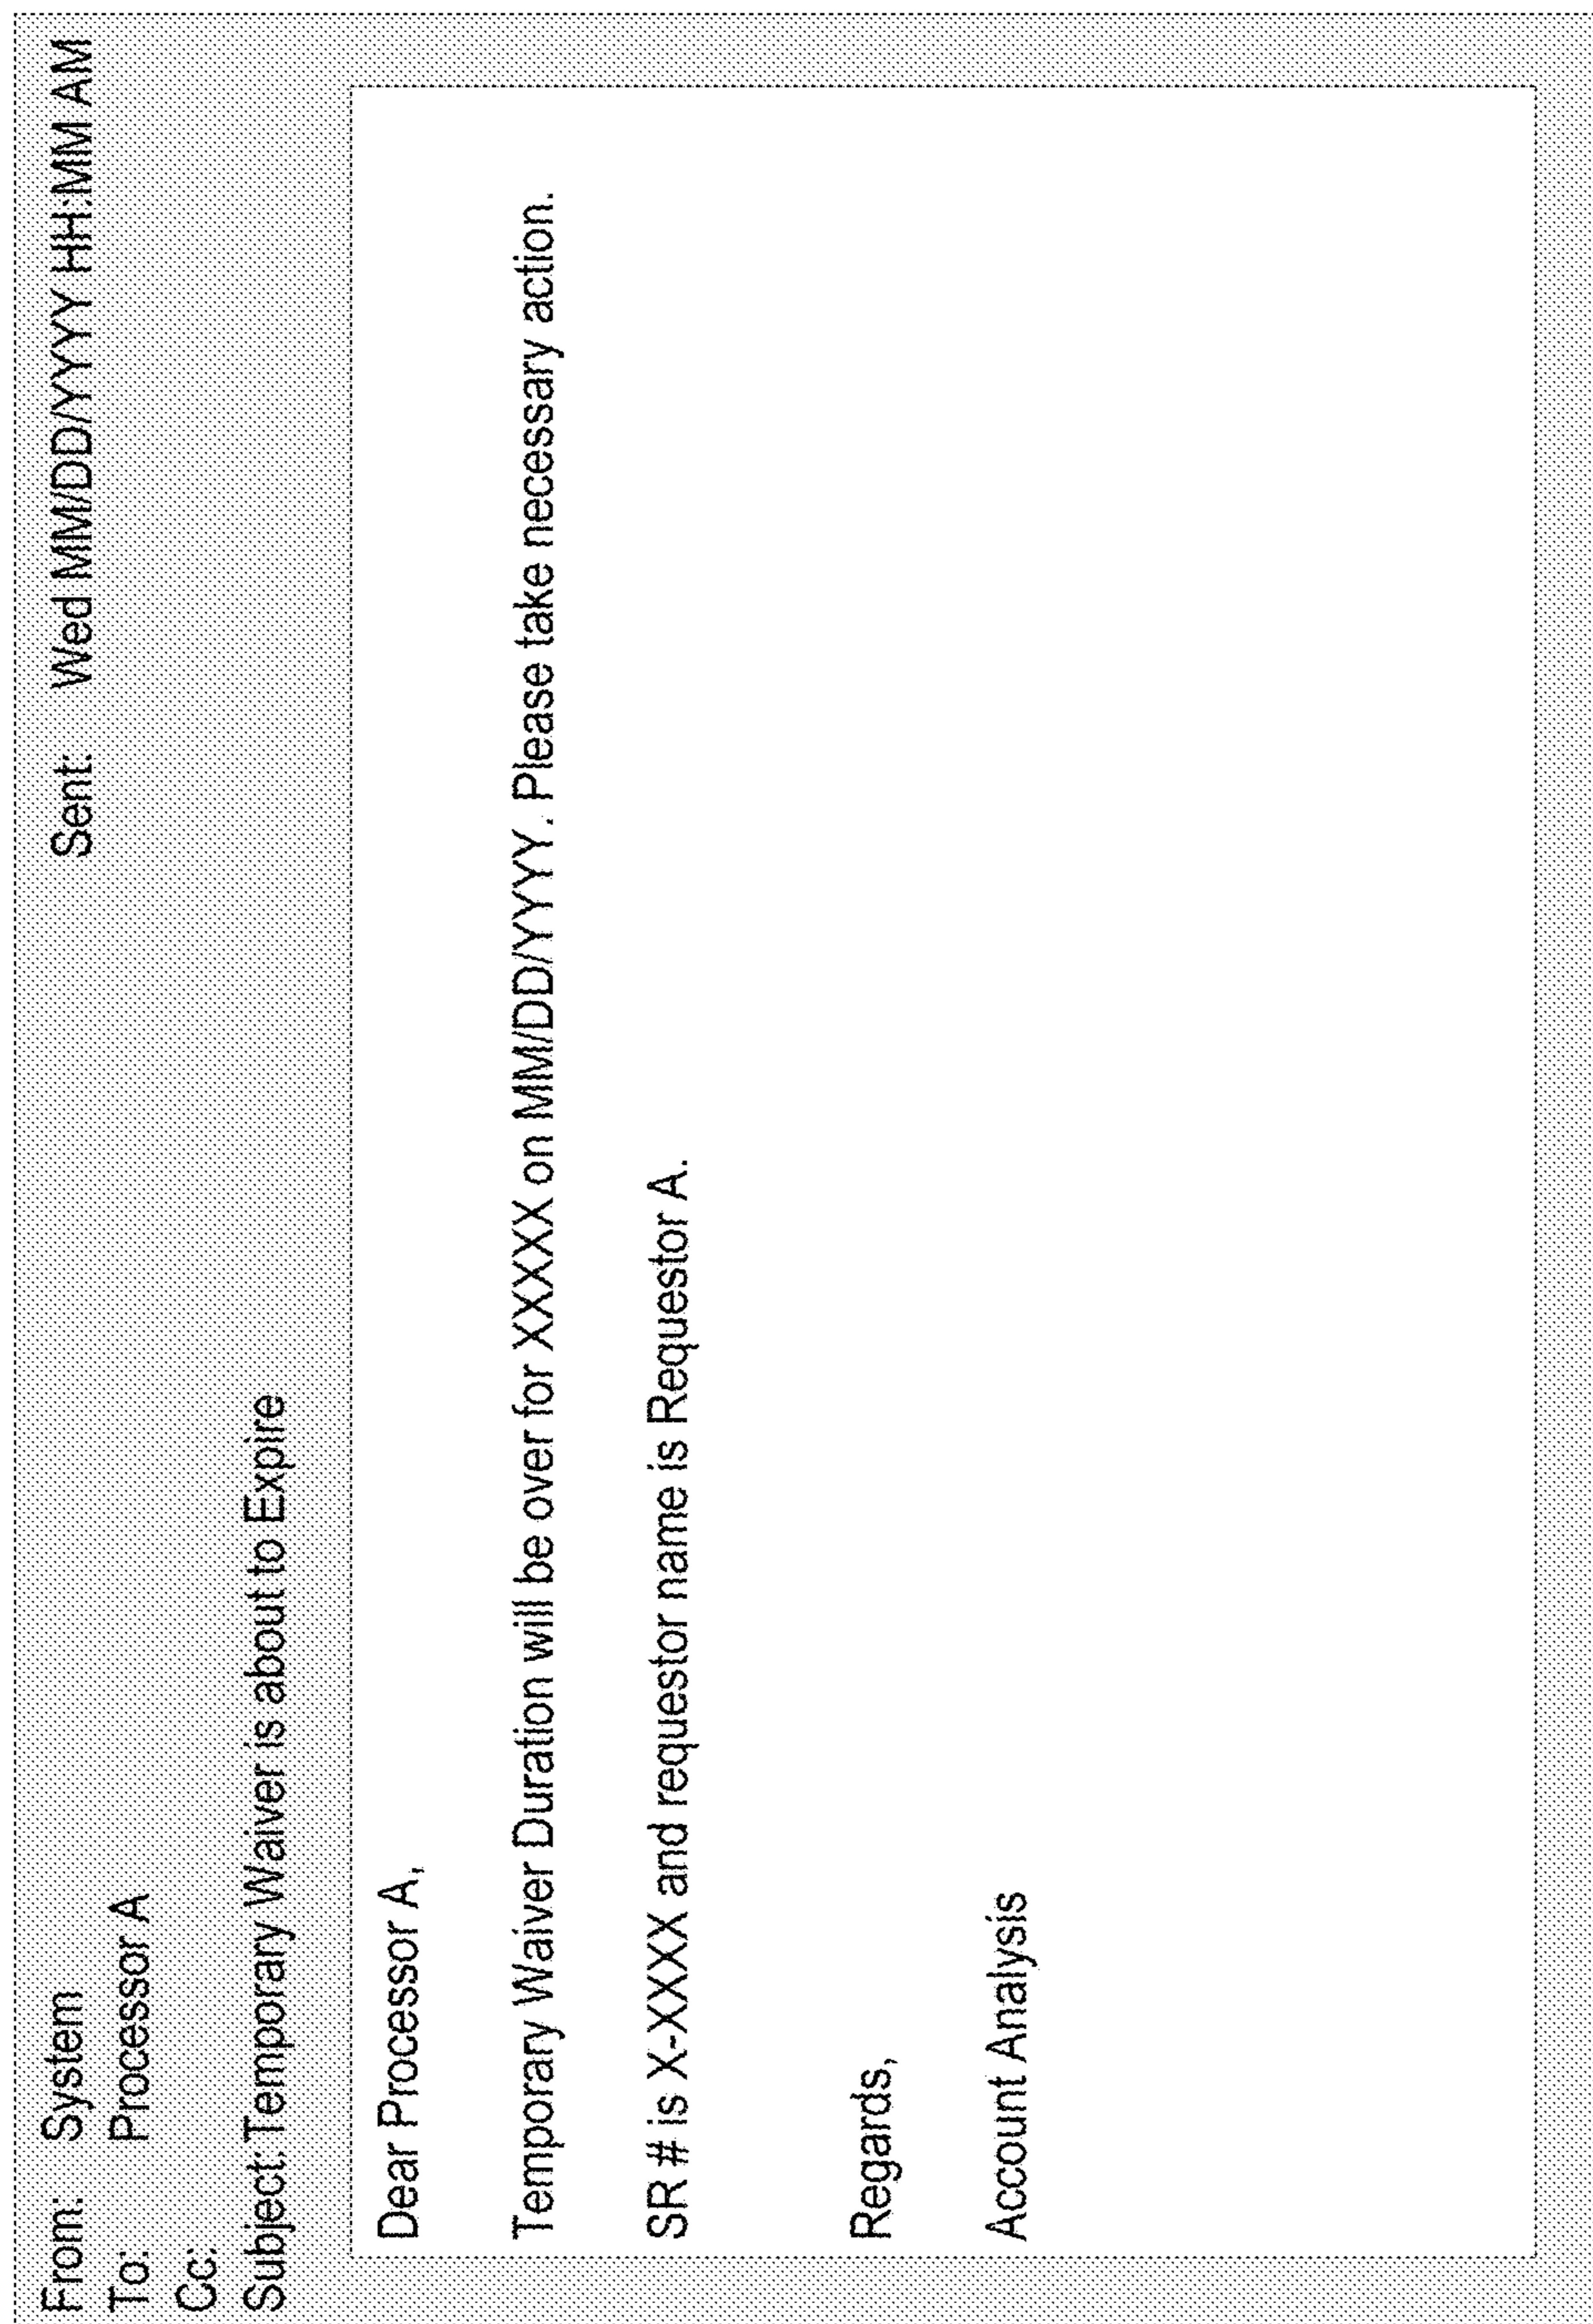 From: System Sent: Wed MM/DD/YYYY HH:MM AM
To: Processor A
Cc:
Subject: Temporary Waiver is about to Expire
Dear Processor A,
Temporary Waiver Duration will be over for XXXXX on MM/DD/YYYY. Please take necessary action.
SR # is X-XXXX and requestor name is Requestor A.
Regards,
Account Analysis